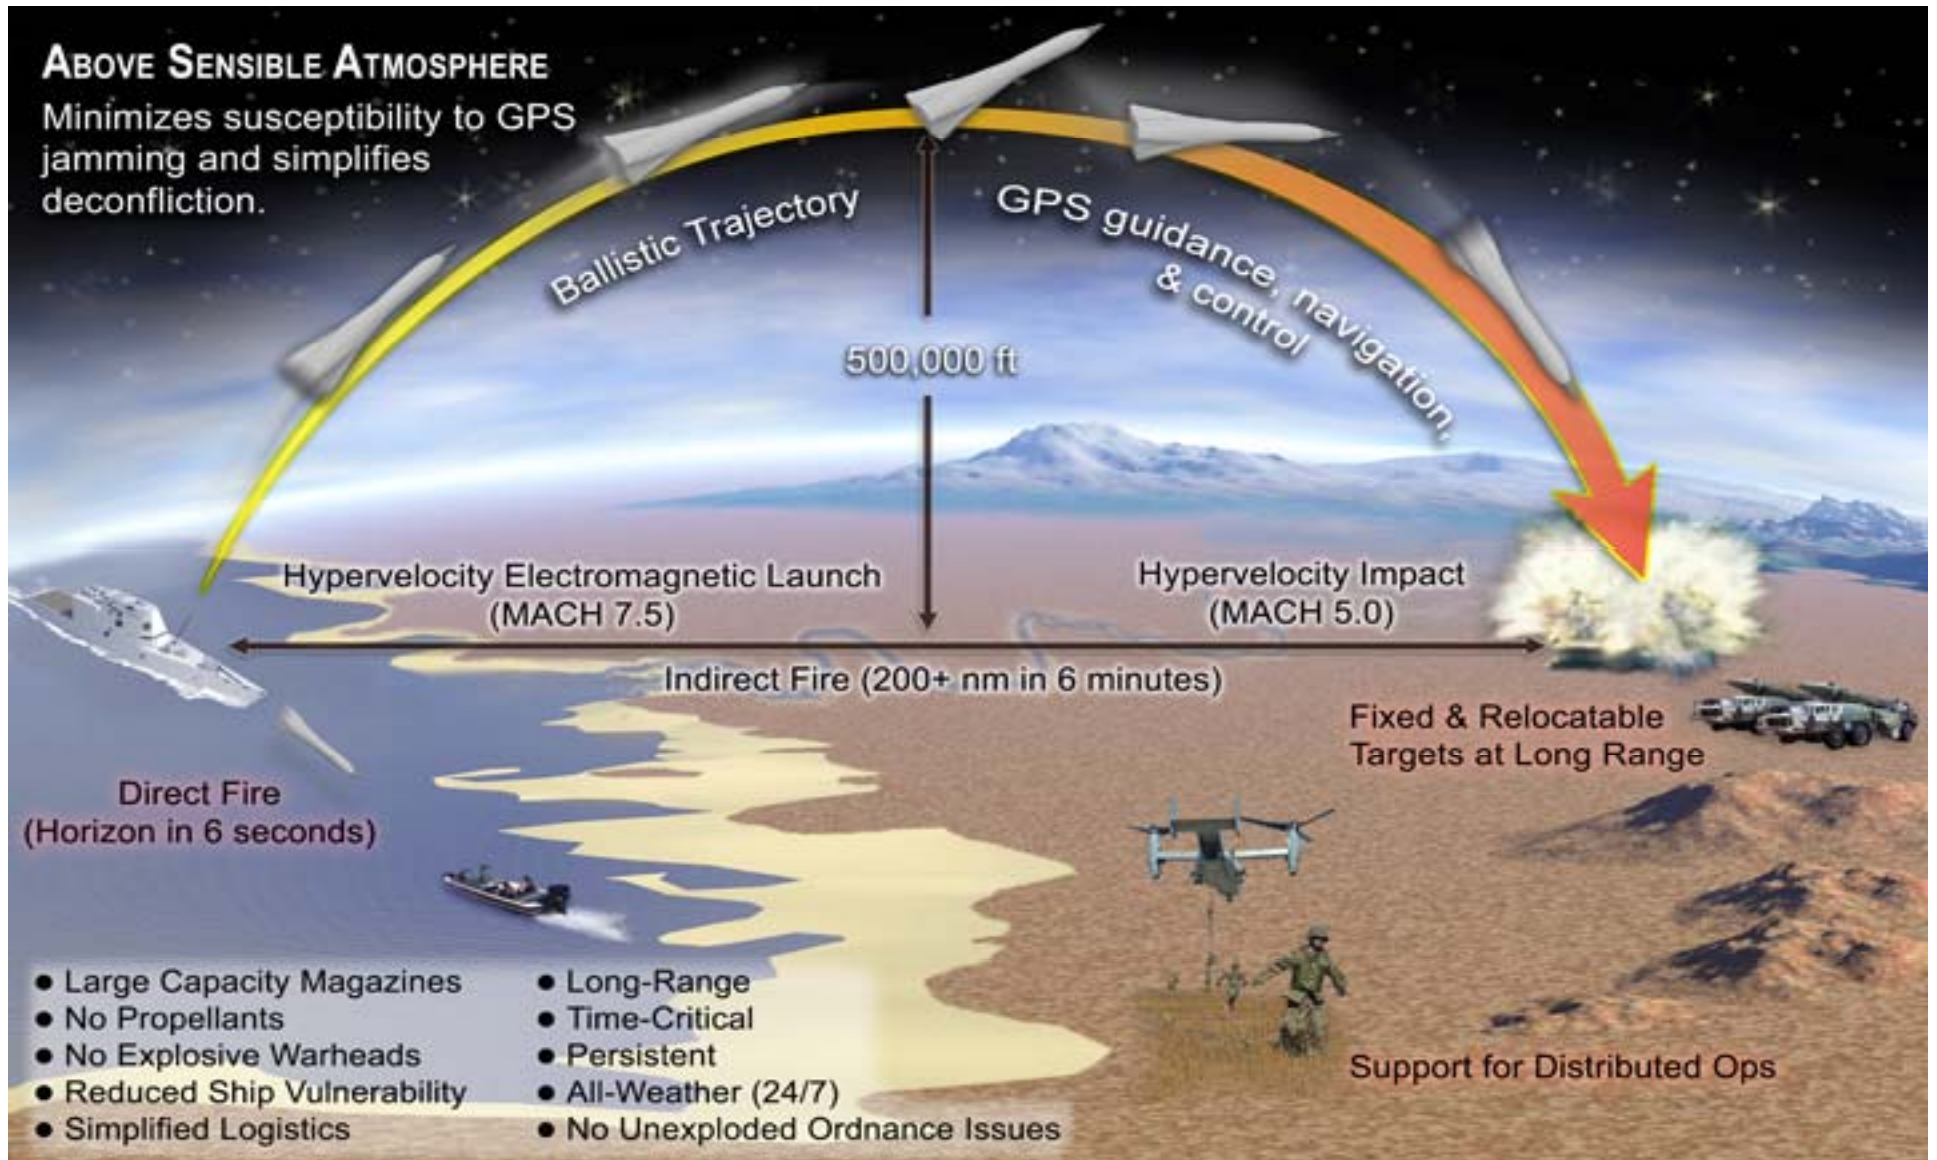 ABOVE SENSIBLE ATMOSPHERE
Minimizes susceptibility to GPS
jamming and simplifies
deconfliction.
Ballistic Trajectory
GPS guidance, navigation,
& control
500,000 ft
Hypervelocity Electromagnetic Launch
(MACH 7.5)
Hypervelocity Impact
(MACH 5.0)
Indirect Fire (200+ nm in 6 minutes)
Fixed & Relocatable
Targets at Long Range
Direct Fire
(Horizon in 6 seconds)
● Large Capacity Magazines
● No Propellants
● No Explosive Warheads
● Reduced Ship Vulnerability
● Simplified Logistics
● Long-Range
● Time-Critical
● Persistent
● All-Weather (24/7)
● No Unexploded Ordnance Issues
Support for Distributed Ops